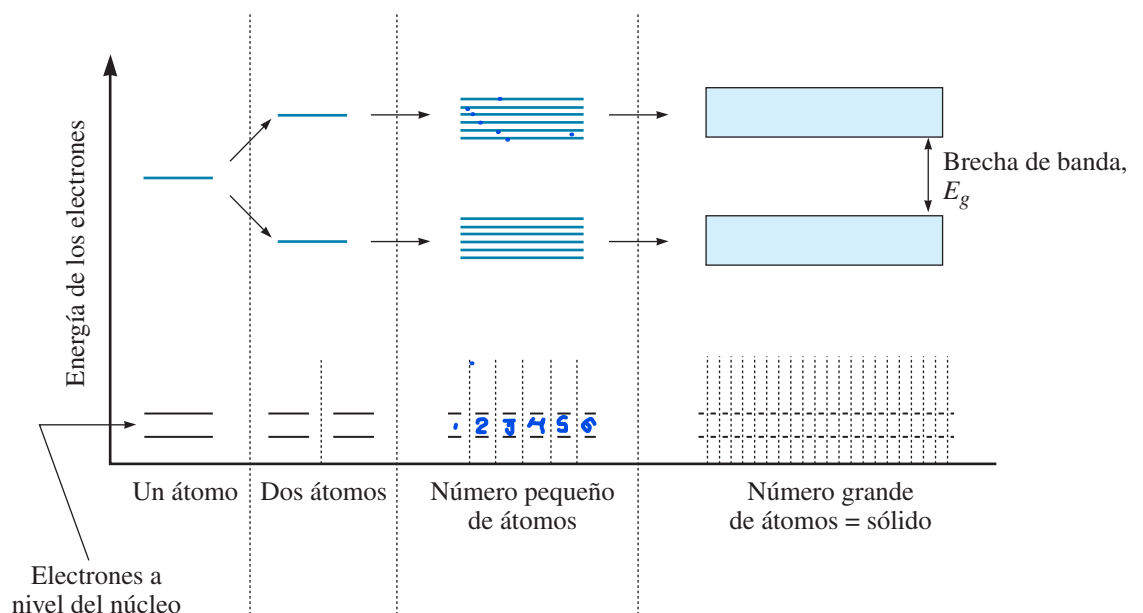 Energía de los electrones
Brecha de banda,
E_g
1 2 3 4 5 6
Un átomo
Dos átomos
Número pequeño
de átomos
Número grande
de átomos = sólido
Electrones a
nivel del núcleo